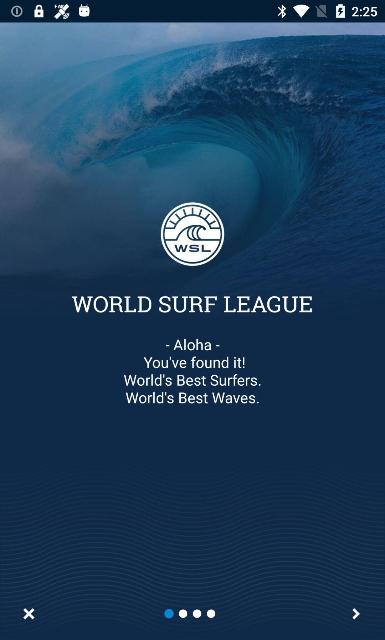 2:25
WSL
WORLD SURF LEAGUE
- Aloha -
You've found it!
World's Best Surfers.
World's Best Waves.